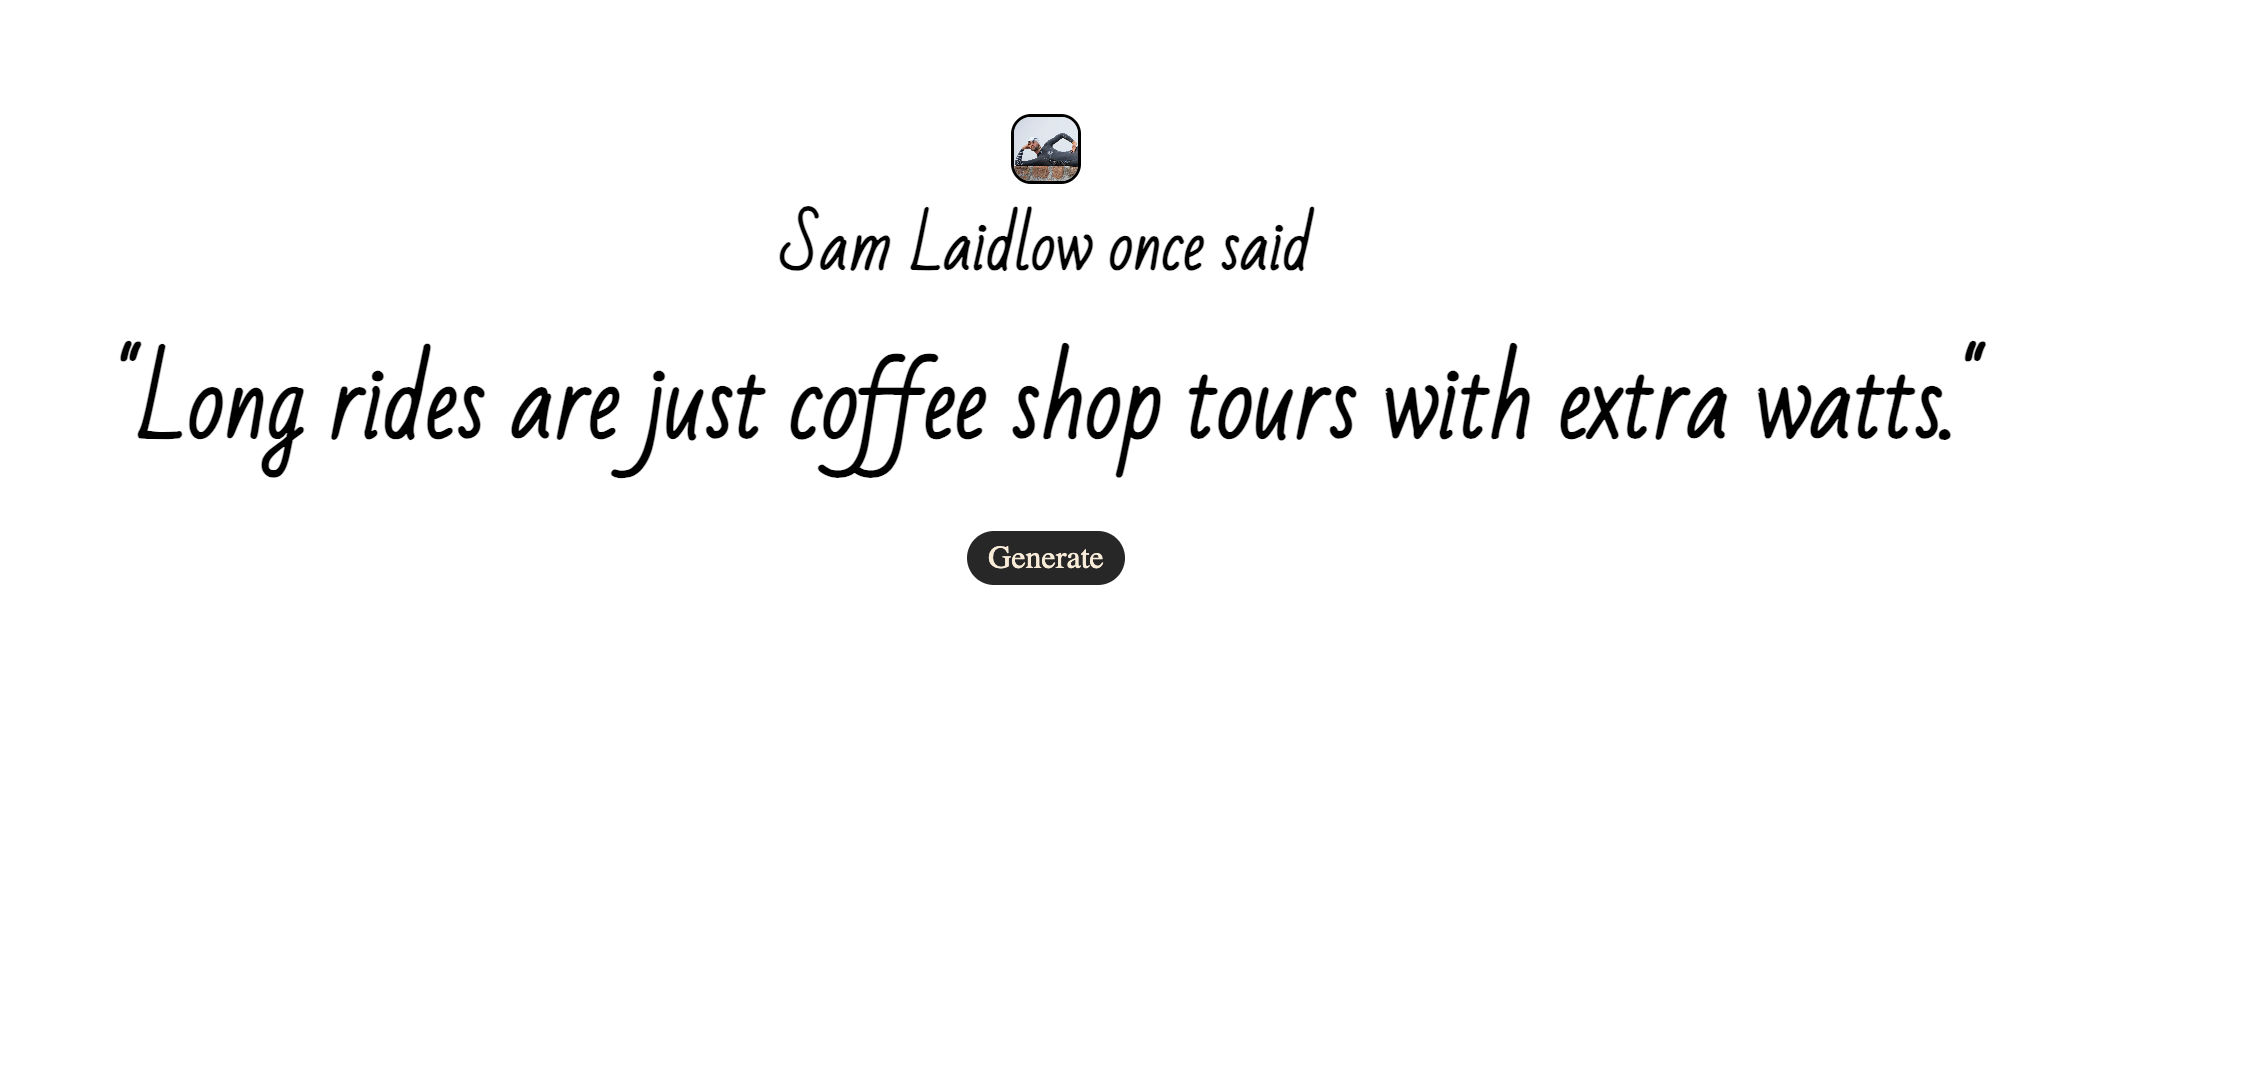 Sam Laidlow once said
"Long rides are just coffee shop tours with extra watts."
Generate